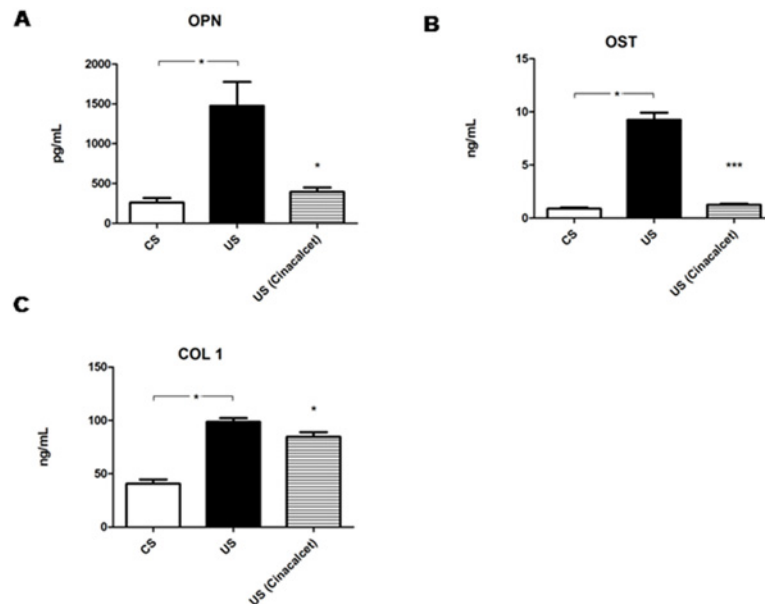 A
OPN
2000
1500
1000
500
0
pg/mL
*
*
CS
US
US (Cinacalcet)
B
OST
15
10
5
0
ng/mL
*
***
CS
US
US (Cinacalcet)
C
COL 1
150
100
50
0
ng/mL
*
*
CS
US
US (Cinacalcet)